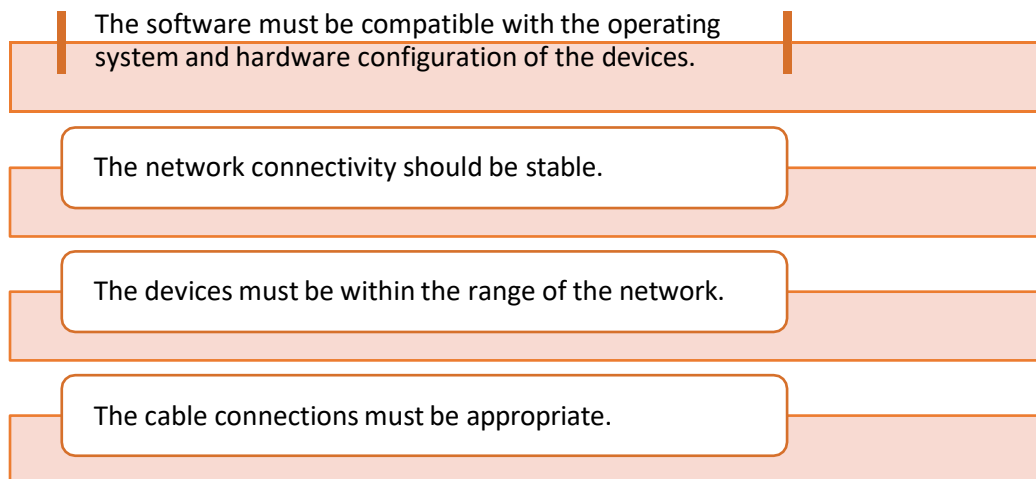 The software must be compatible with the operating
system and hardware configuration of the devices.
The network connectivity should be stable.
The devices must be within the range of the network.
The cable connections must be appropriate.